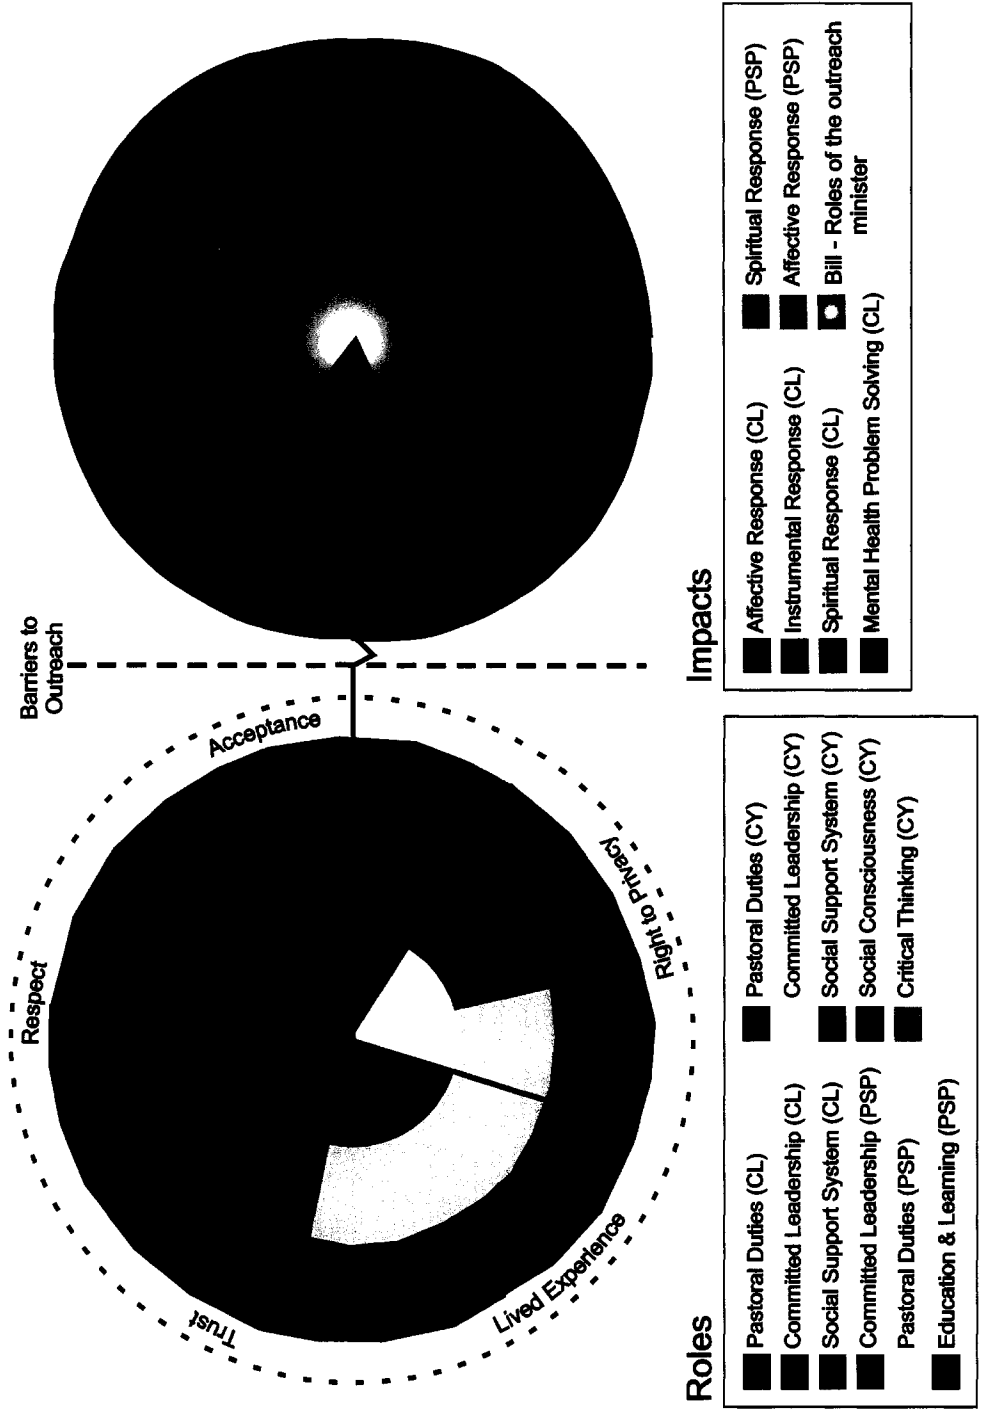 Barriers to
Outreach
Respect
Acceptance
Trust
Right to Privacy
Lived Experience
Roles
Pastoral Duties (CL)
Committed Leadership (CL)
Social Support System (CL)
Committed Leadership (PSP)
Pastoral Duties (PSP)
Education & Learning (PSP)
Pastoral Duties (CY)
Committed Leadership (CY)
Social Support System (CY)
Social Consciousness (CY)
Critical Thinking (CY)
Impacts
Affective Response (CL)
Instrumental Response (CL)
Spiritual Response (CL)
Mental Health Problem Solving (CL)
Spiritual Response (PSP)
Affective Response (PSP)
Bill - Roles of the outreach
minister